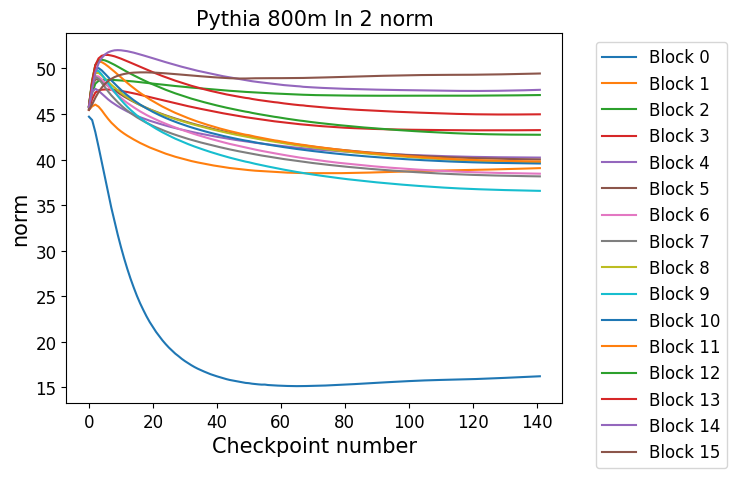 Pythia 800m ln 2 norm
norm
50
45
40
35
30
25
20
15
0 20 40 60 80 100 120 140
Checkpoint number
Block 0
Block 1
Block 2
Block 3
Block 4
Block 5
Block 6
Block 7
Block 8
Block 9
Block 10
Block 11
Block 12
Block 13
Block 14
Block 15